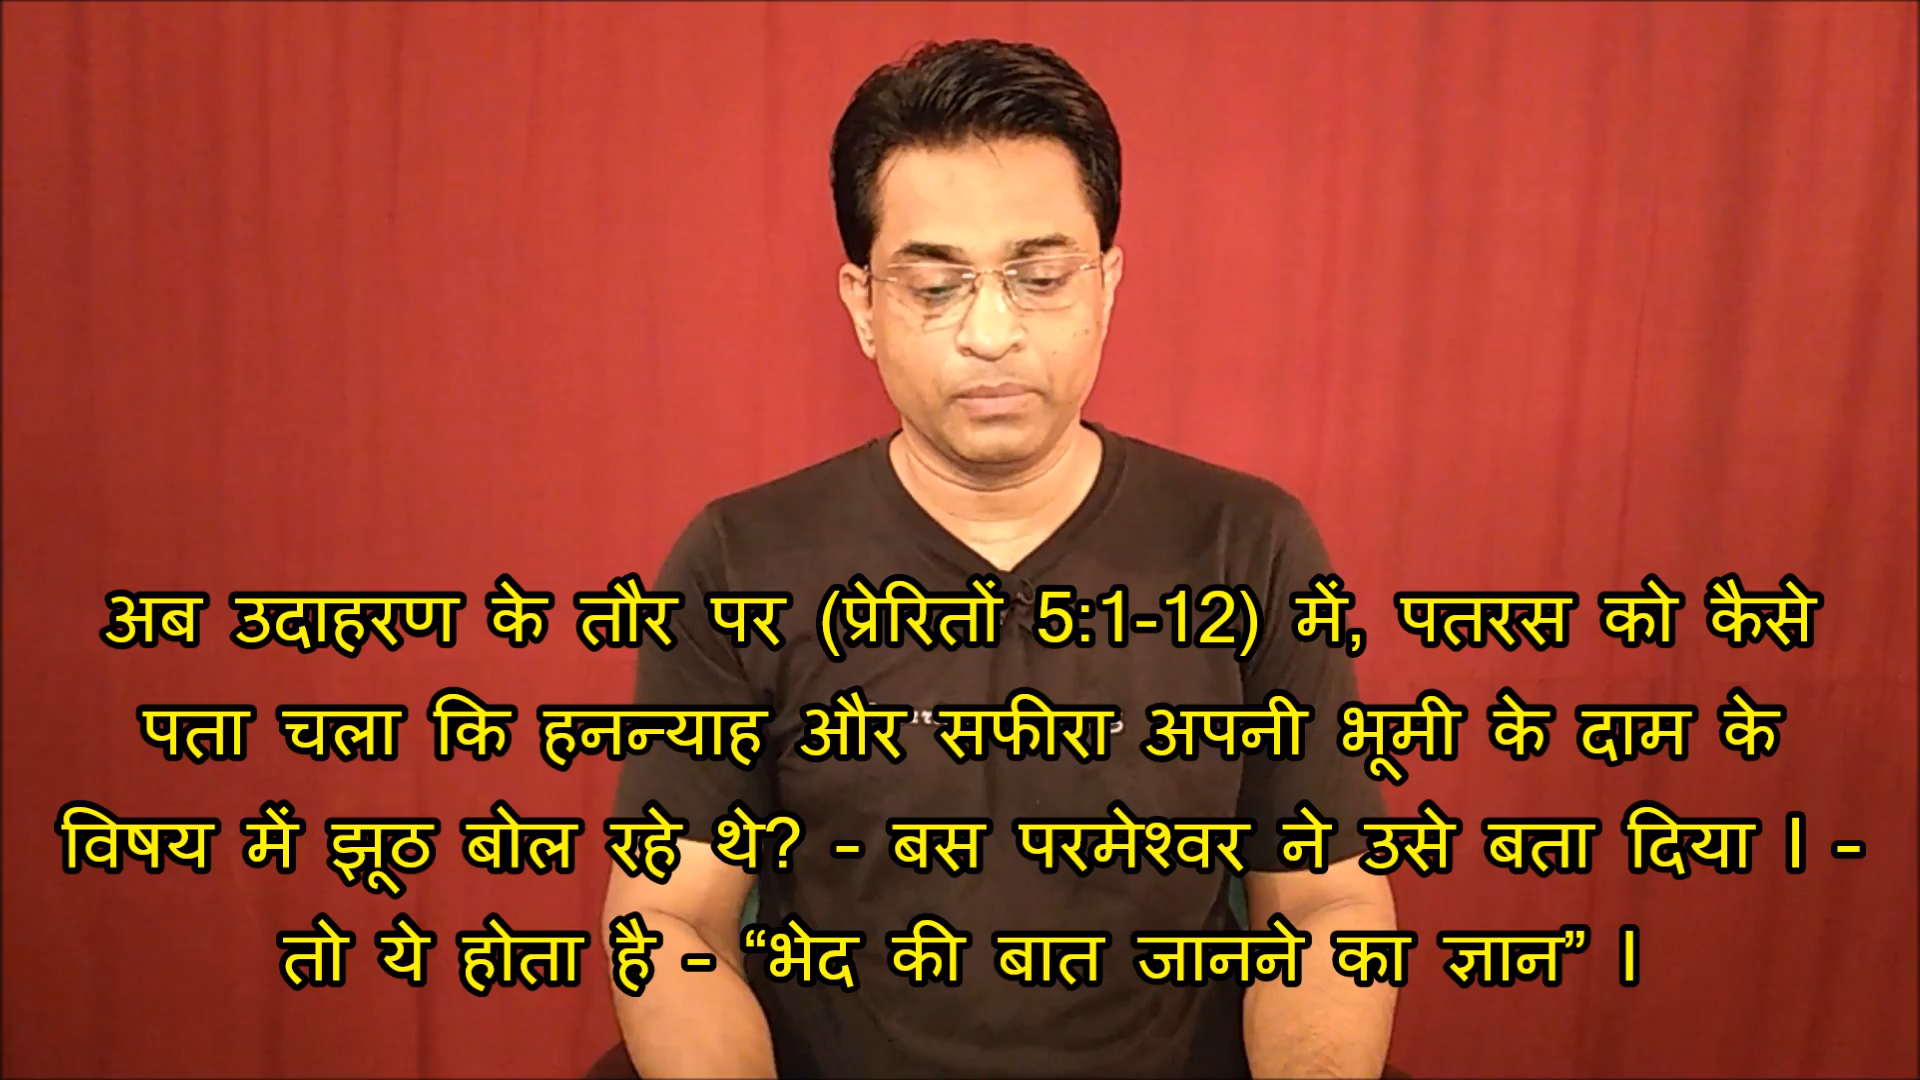 अब उदाहरण के तौर पर (प्रेरितों 5:1-12) में, पतरस को कैसे
पता चला कि हनन्याह और सफीरा अपनी भूमी के दाम के
विषय में झूठ बोल रहे थे? - बस परमेश्वर ने उसे बता दिया । -
तो ये होता है - “भेद की बात जानने का ज्ञान” ।